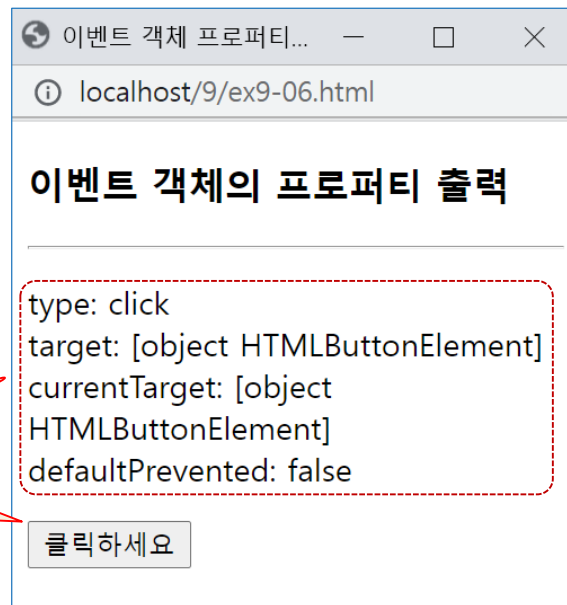 이벤트 객체 프로퍼티...
localhost/9/ex9-06.html
이벤트 객체의 프로퍼티 출력
type: click
target: [object HTMLButtonElement]
currentTarget: [object
HTMLButtonElement]
defaultPrevented: false
클릭하세요